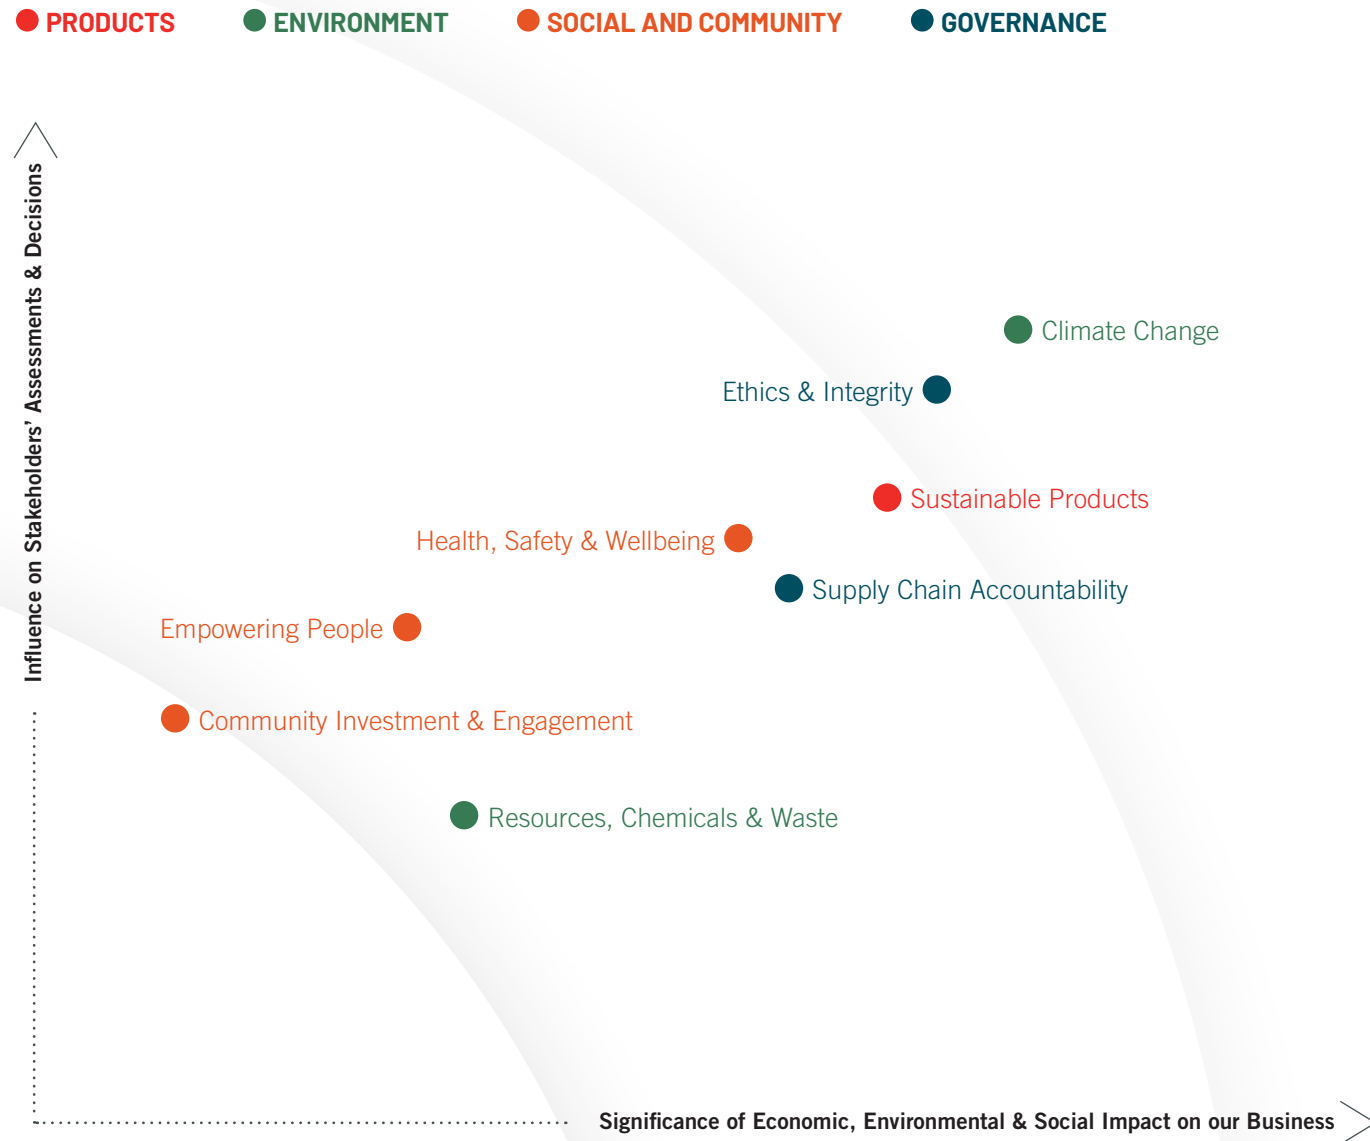 PRODUCTS
ENVIRONMENT
SOCIAL AND COMMUNITY
GOVERNANCE
Influence on Stakeholders’ Assessments & Decisions
Climate Change
Ethics & Integrity
Sustainable Products
Health, Safety & Wellbeing
Supply Chain Accountability
Empowering People
Community Investment & Engagement
Resources, Chemicals & Waste
Significance of Economic, Environmental & Social Impact on our Business